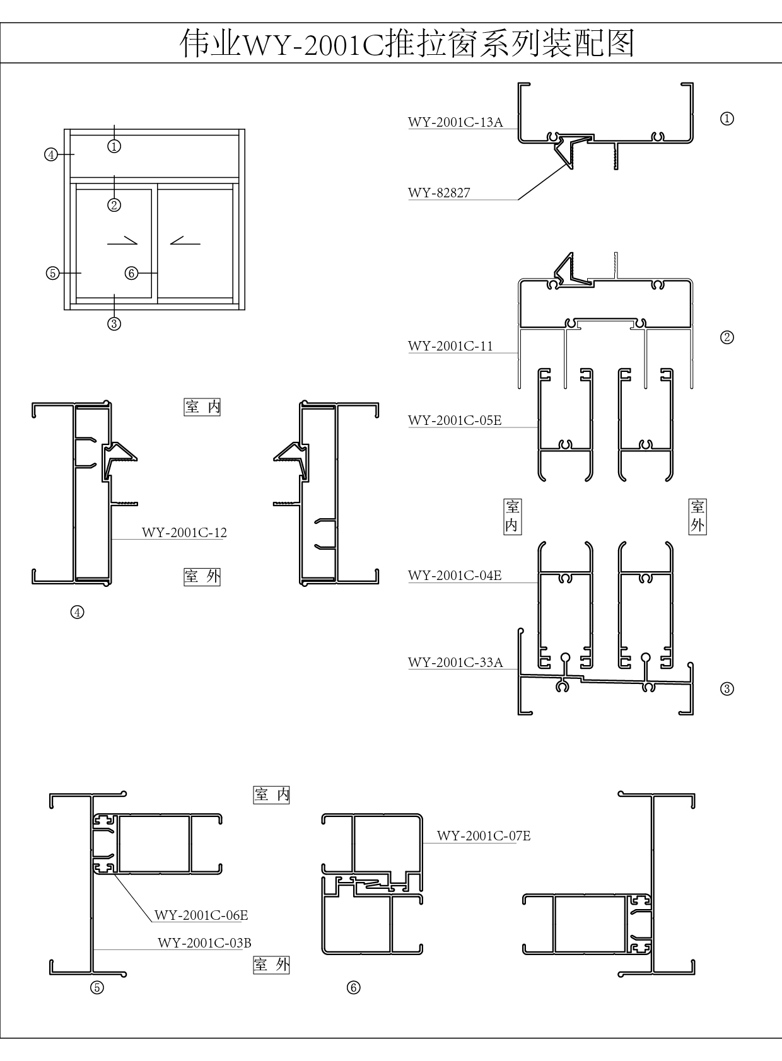 伟业WY-2001C推拉窗系列装配图
①
④
②
⑤
⑥
③
WY-2001C-13A
①
WY-82827
WY-2001C-11
②
WY-2001C-05E
室内
室外
WY-2001C-04E
WY-2001C-33A
③
室内
WY-2001C-12
室外
④
室内
WY-2001C-07E
WY-2001C-06E
WY-2001C-03B
室外
⑤
⑥